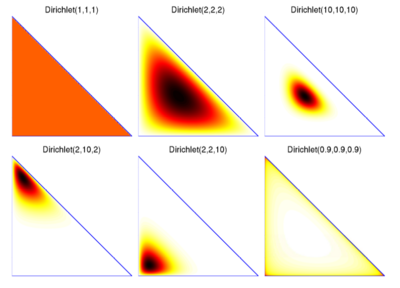 Dirichlet(1,1,1)
Dirichlet(2,2,2)
Dirichlet(10,10,10)
Dirichlet(2,10,2)
Dirichlet(2,2,10)
Dirichlet(0.9,0.9,0.9)